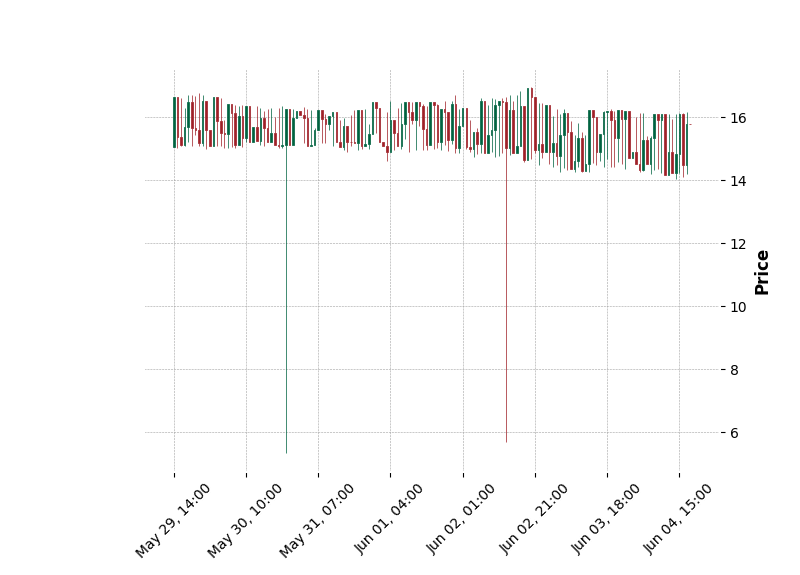 16
14
12
10
8
6
Price
May 29, 14:00
May 30, 10:00
May 31, 07:00
Jun 01, 04:00
Jun 02, 01:00
Jun 02, 21:00
Jun 03, 18:00
Jun 04, 15:00